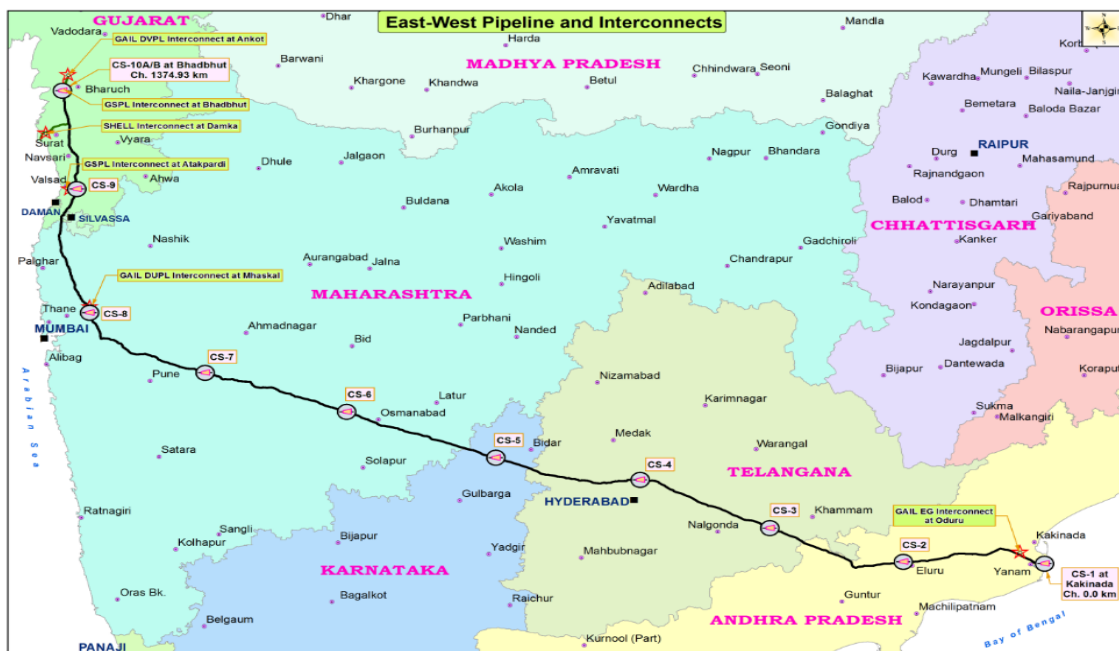 East-West Pipeline and Interconnects
GUJARAT
Vadodara
GAIL DVPL Interconnect at Ankot
CS-10A/B at Bhadbhut
Ch. 1374.93 km
Bharuch
GSPL Interconnect at Bhadbhut
SHELL Interconnect at Damka
Surat
Vyara
Navsari
GSPL Interconnect at Atakpardi
Valsad
CS-9
Ahwa
DAMAN
SILVASSA
Dhar
Harda
Mandla
Barwani
MADHYA PRADESH
Khargone
Khandwa
Betul
Chhindwara
Seoni
Balaghat
Burhanpur
Gondiya
Dhule
Jalgaon
Nagpur
Bhandara
Amravati
Akola
Wardha
Buldana
Yavatmal
Nashik
Washim
Gadchiroli
Palghar
Aurangabad
Jalna
Chandrapur
GAIL DUPL Interconnect at Mhaskal
Hingoli
MAHARASHTRA
Adilabad
Thane
CS-8
MUMBAI
Ahmadnagar
Parbhani
Nanded
Bid
Alibag
CS-7
Pune
CS-6
Latur
Osmanabad
Nizamabad
Karimnagar
Arabian Sea
Satara
Solapur
CS-5
Bidar
Medak
Warangal
CS-4
TELANGANA
Gulbarga
HYDERABAD
Ratnagiri
CS-3
Khammam
GAIL EG Interconnect
at Oduru
Sangli
Kolhapur
Bijapur
Yadgir
Nalgonda
Kakinada
Mahbubnagar
CS-2
Eluru
Yanam
KARNATAKA
CS-1 at
Kakinada
Ch. 0.0 km
Oras Bk.
Bagalkot
Raichur
Guntur
Machilipatnam
Belgaum
ANDHRA PRADESH
PANAJI
Kurnool (Part)
Bay of Bengal
Kawardha
Mungeli
Bilaspur
Naila-Janjgir
Bemetara
Baloda Bazar
Durg
RAIPUR
Mahasamund
Rajnandgaon
Rajpurnu
Balod
Dhamtari
Gariyaband
CHHATTISGARH
Kanker
Narayanpur
Kondagaon
ORISSA
Nabarangapur
Jagdalpur
Bijapur
Dantewada
Koraput
Sukma
Malkangiri